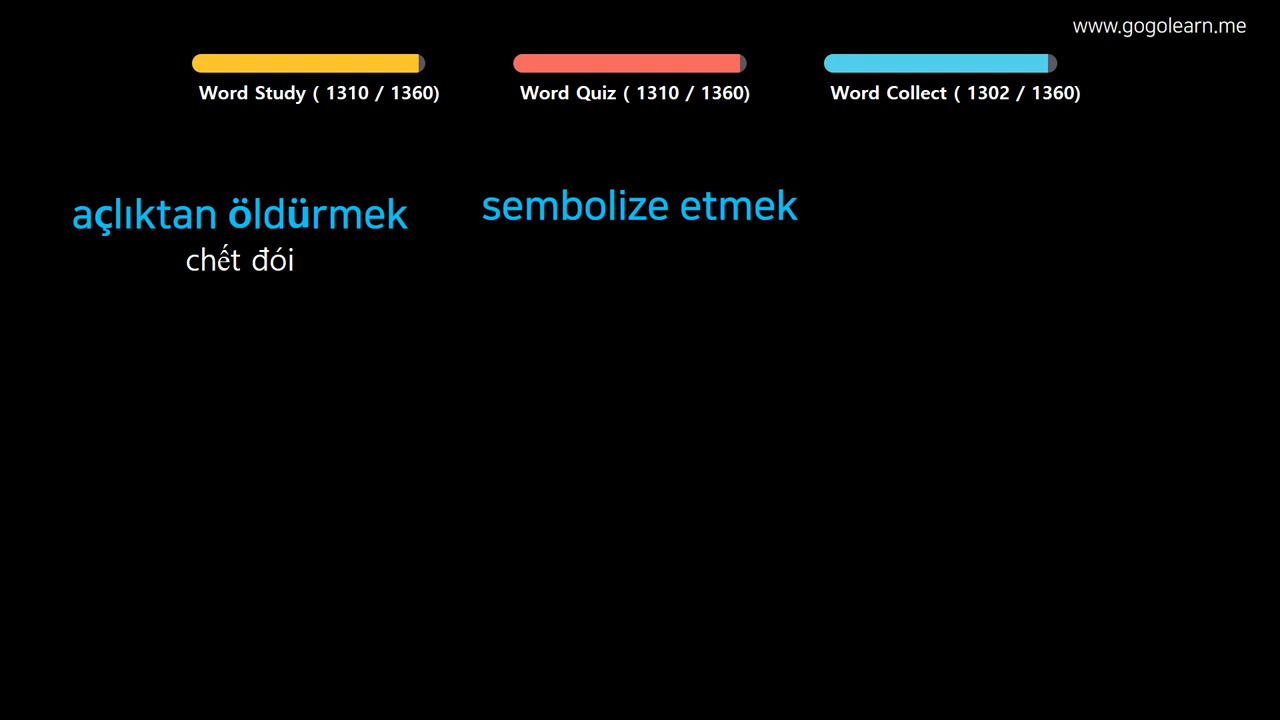 www.gogolearn.me
Word Study ( 1310 / 1360)
Word Quiz ( 1310 / 1360)
Word Collect ( 1302 / 1360)
açlıktan öldürmek
chết đói
sembolize etmek